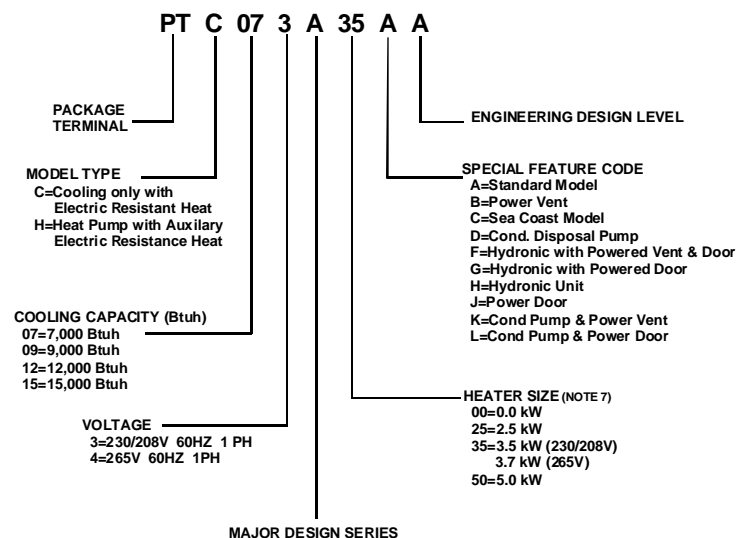 PT C 07 3 A 35 A A
PACKAGE
TERMINAL
MODEL TYPE
C=Cooling only with
Electric Resistant Heat
H=Heat Pump with Auxilary
Electric Resistance Heat
COOLING CAPACITY (Btuh)
07=7,000 Btuh
09=9,000 Btuh
12=12,000 Btuh
15=15,000 Btuh
VOLTAGE
3=230/208V 60HZ 1 PH
4=265V 60HZ 1PH
MAJOR DESIGN SERIES
ENGINEERING DESIGN LEVEL
SPECIAL FEATURE CODE
A=Standard Model
B=Power Vent
C=Sea Coast Model
D=Cond. Disposal Pump
F=Hydronic with Powered Vent & Door
G=Hydronic with Powered Door
H=Hydronic Unit
J=Power Door
K=Cond Pump & Power Vent
L=Cond Pump & Power Door
HEATER SIZE (NOTE 7)
00=0.0 kW
25=2.5 kW
35=3.5 kW (230/208V)
3.7 kW (265V)
50=5.0 kW